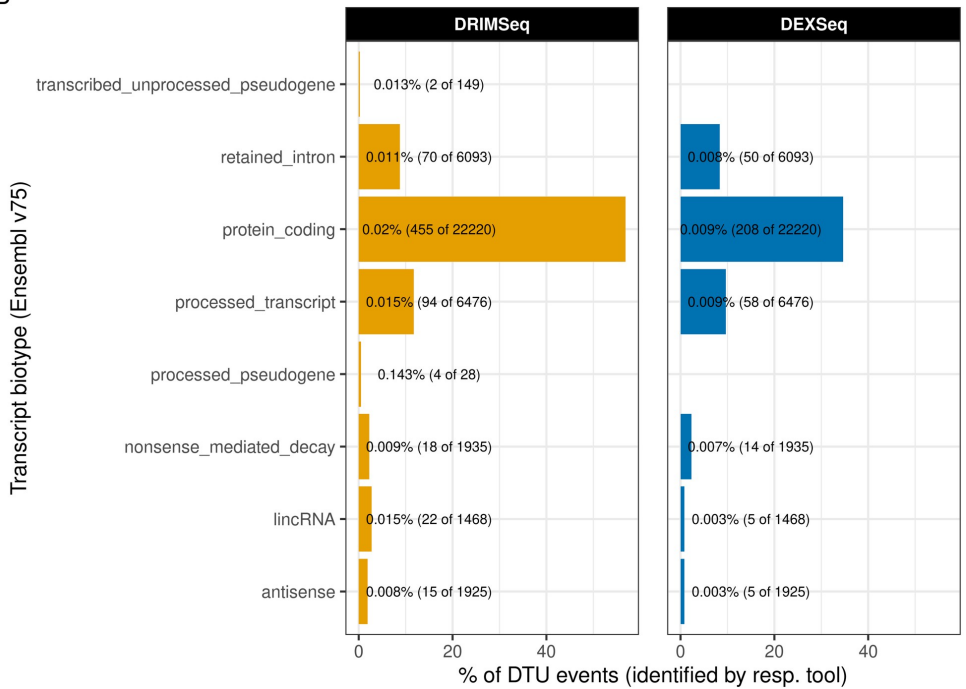 DRIMSeq
DEXSeq
Transcript biotype (Ensembl v75)
transcribed_unprocessed_pseudogene
0.013% (2 of 149)
retained_intron
0.011% (70 of 6093)
0.008% (50 of 6093)
protein_coding
0.02% (455 of 22220)
0.009% (208 of 22220)
processed_transcript
0.015% (94 of 6476)
0.009% (58 of 6476)
processed_pseudogene
0.143% (4 of 28)
nonsense_mediated_decay
0.009% (18 of 1935)
0.007% (14 of 1935)
lincRNA
0.015% (22 of 1468)
0.003% (5 of 1468)
antisense
0.008% (15 of 1925)
0.003% (5 of 1925)
0 20 40
0 20 40
% of DTU events (identified by resp. tool)